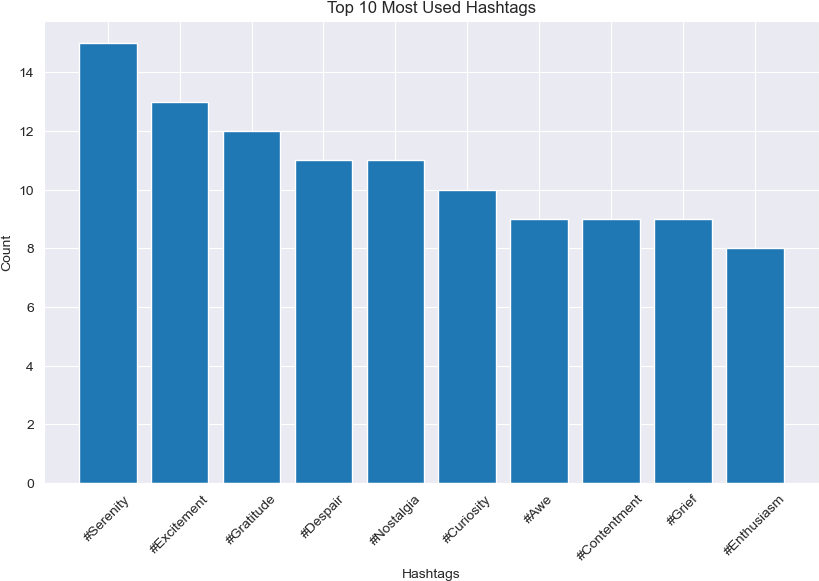 Top 10 Most Used Hashtags
Count
14
12
10
8
6
4
2
0
#Serenity
#Excitement
#Gratitude
#Despair
#Nostalgia
#Curiosity
#Awe
#Contentment
#Grief
#Enthusiasm
Hashtags